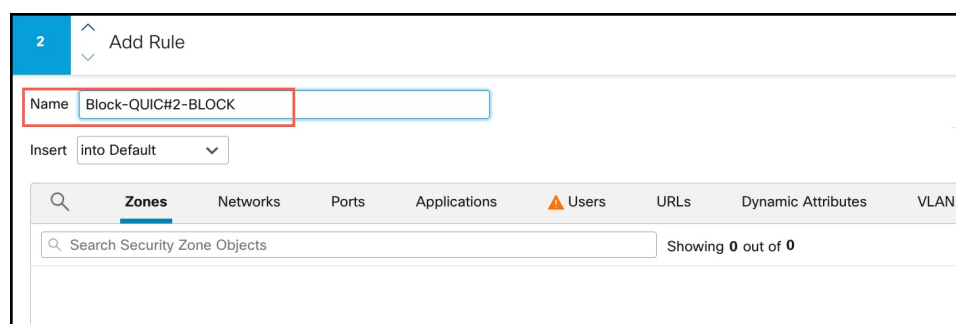 2 Add Rule
Name Block-QUIC#2-BLOCK
Insert into Default
Zones Networks Ports Applications Users URLs Dynamic Attributes VLAN
Search Security Zone Objects Showing 0 out of 0